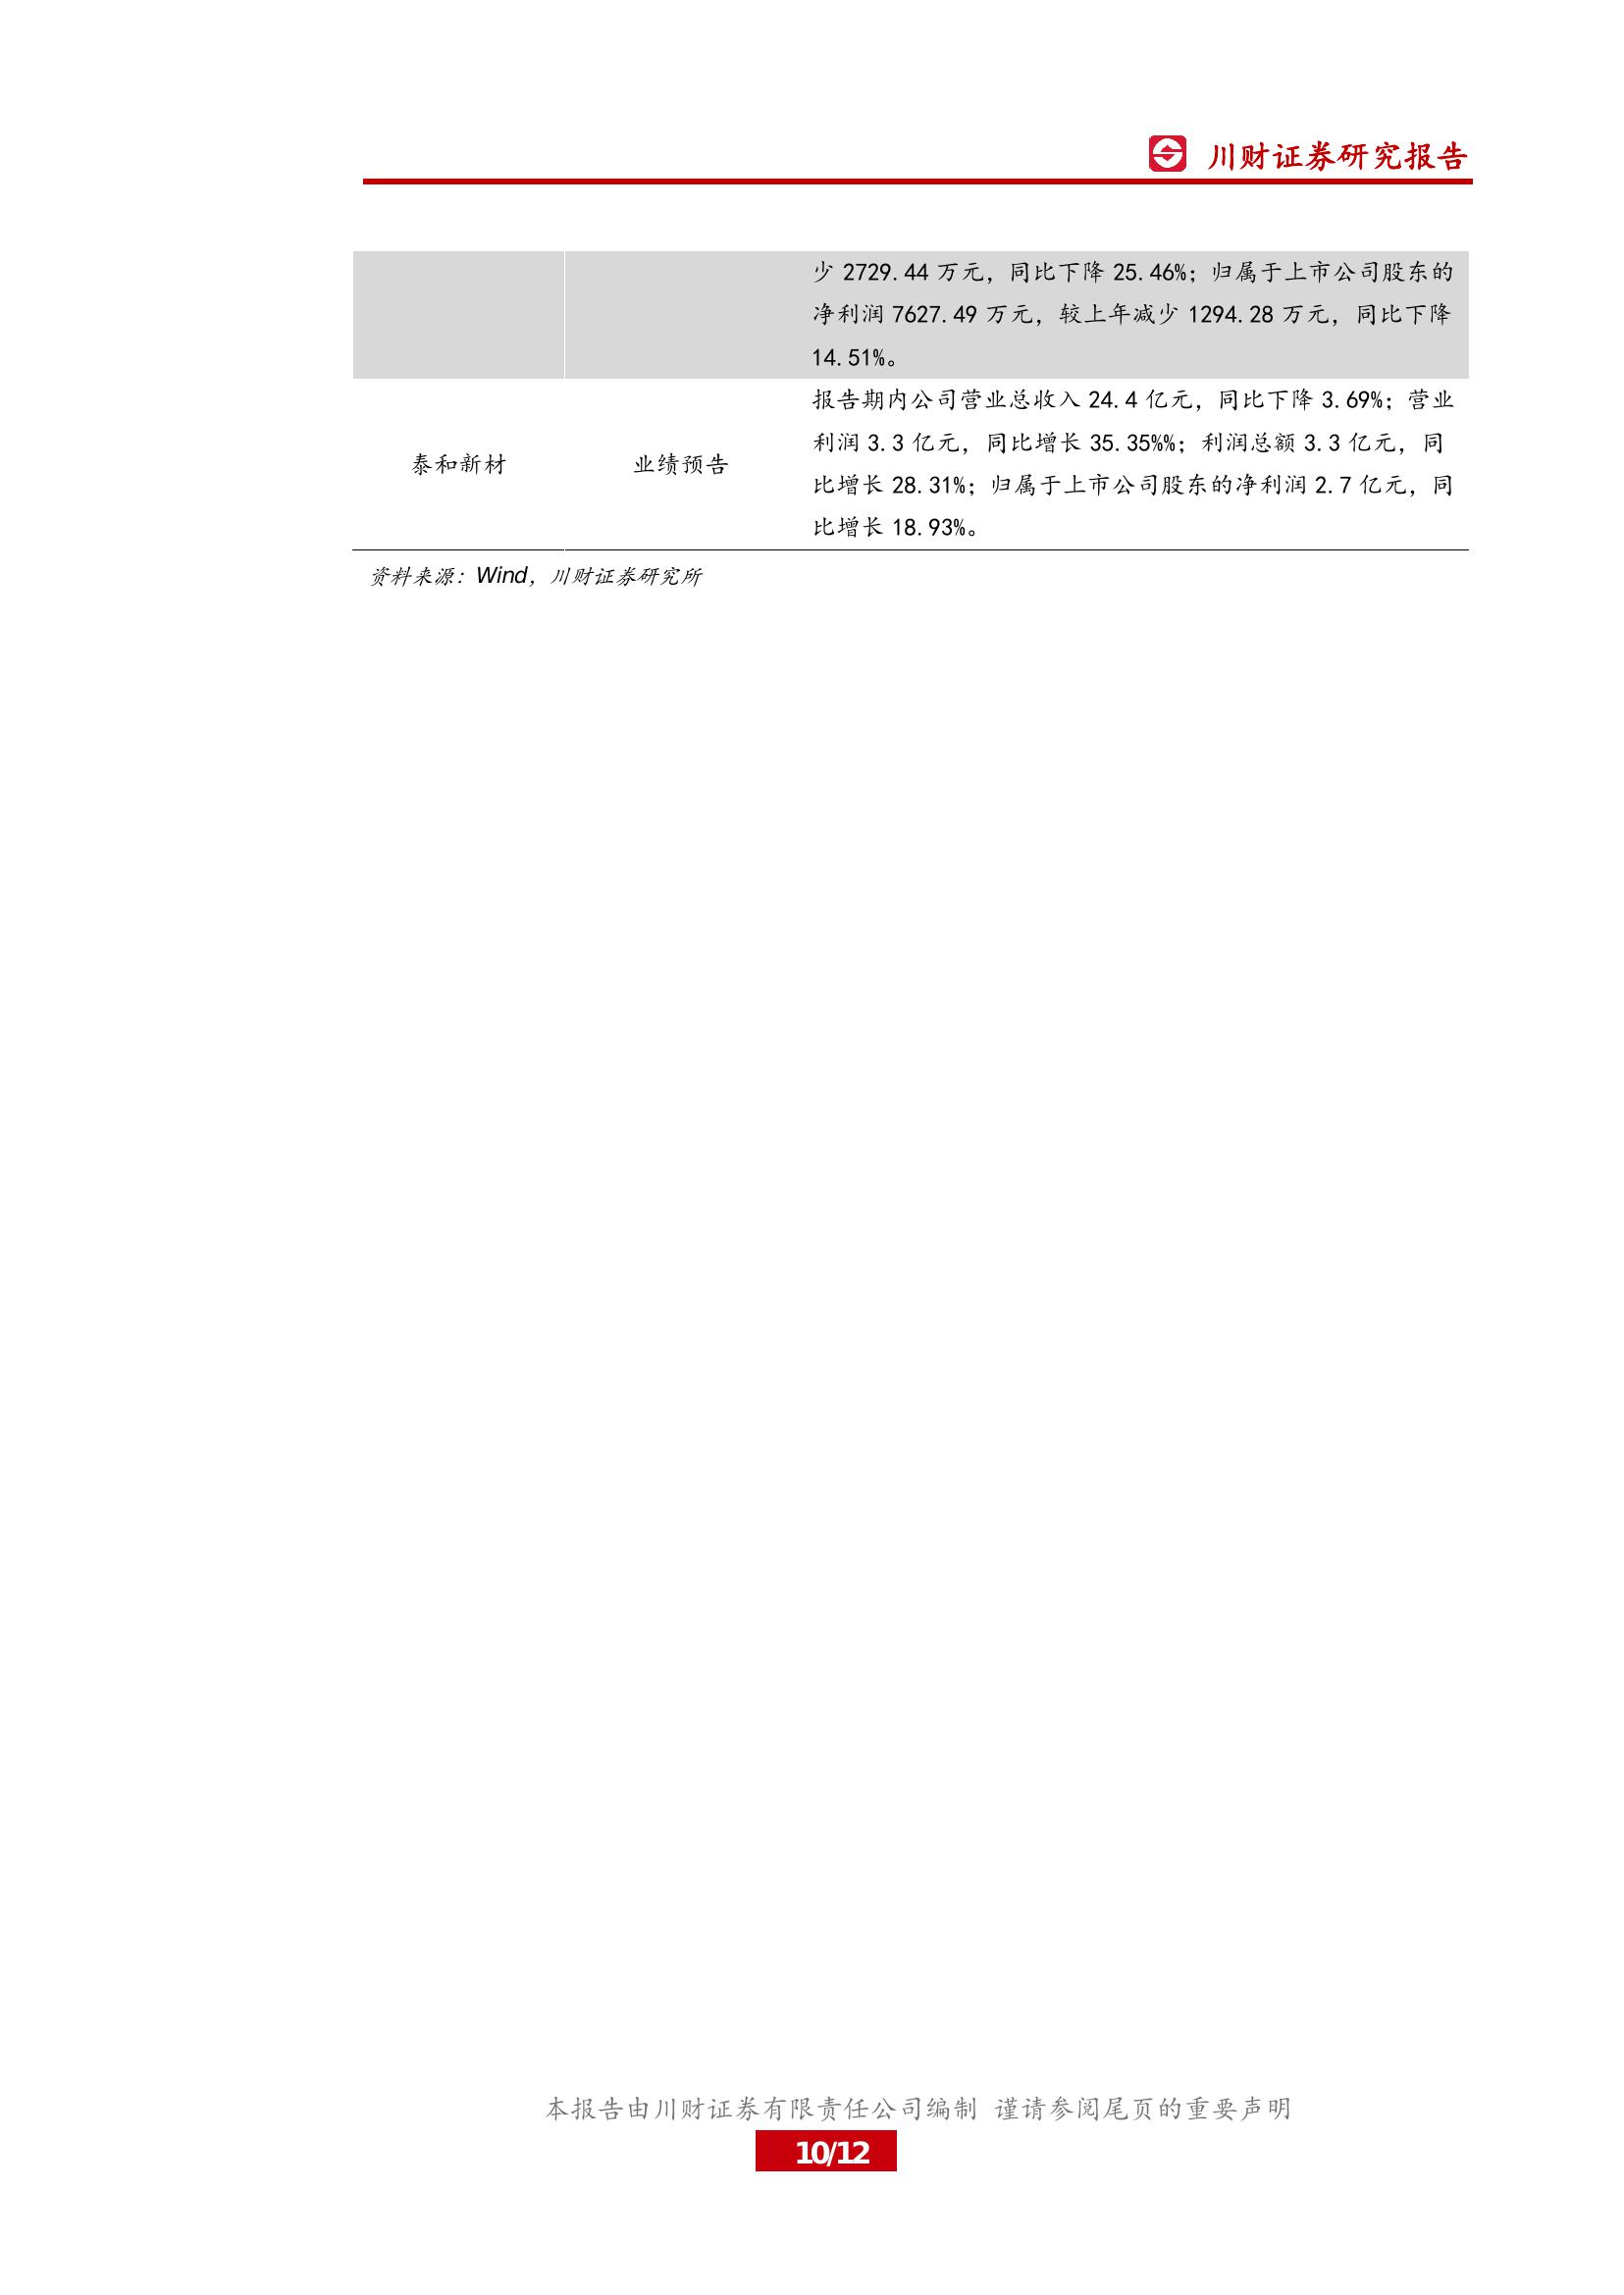 川财证券研究报告
少 2729.44 万元，同比下降 25.46%；归属于上市公司股东的
净利润 7627.49 万元，较上年减少 1294.28 万元，同比下降
14.51%。
泰和新材
业绩预告
报告期内公司营业总收入 24.4 亿元，同比下降 3.69%；营业
利润 3.3 亿元，同比增长 35.35%%；利润总额 3.3 亿元，同
比增长 28.31%；归属于上市公司股东的净利润 2.7 亿元，同
比增长 18.93%。
资料来源：Wind，川财证券研究所
本报告由川财证券有限责任公司编制 谨请参阅尾页的重要声明
10/12